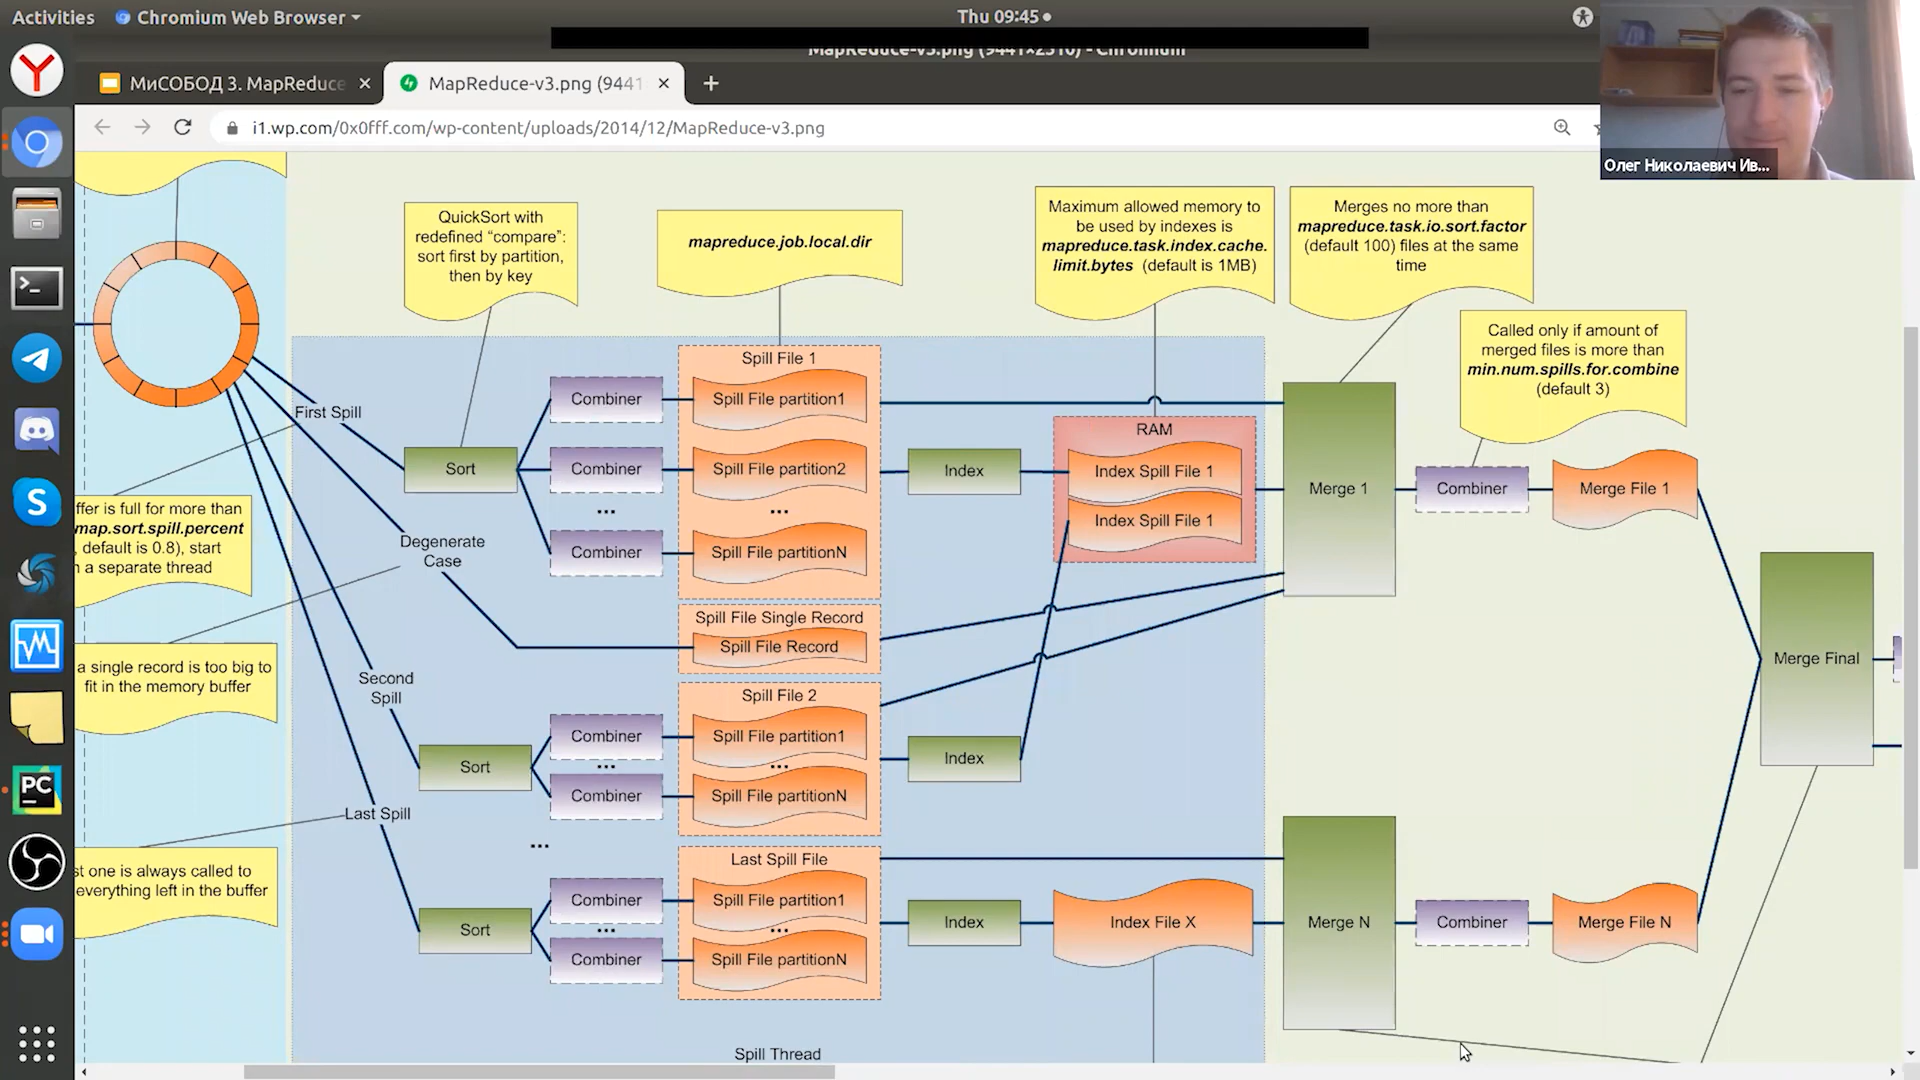 Activities
Chromium Web Browser
Thu 09:45
MapReduce-v3.png (9441×2510) - Chromium
МиСОБОД 3. MapReduce
MapReduce-v3.png (9441
i1.wp.com/0x0fff.com/wp-content/uploads/2014/12/MapReduce-v3.png
Олег Николаевич Ив...
QuickSort with
redefined “compare”:
sort first by partition,
then by key
mapreduce.job.local.dir
Maximum allowed memory to
be used by indexes is
mapreduce.task.index.cache.
limit.bytes (default is 1MB)
Merges no more than
mapreduce.task.io.sort.factor
(default 100) files at the same
time
Called only if amount of
merged files is more than
min.num.spills.for.combine
(default 3)
First Spill
Sort
Combiner
Combiner
...
Combiner
Spill File 1
Spill File partition1
Spill File partition2
...
Spill File partitionN
Index
RAM
Index Spill File 1
Index Spill File 1
Merge 1
Combiner
Merge File 1
ffer is full for more than
map.sort.spill.percent
, default is 0.8), start
n a separate thread
Degenerate
Case
Spill File Single Record
Spill File Record
a single record is too big to
fit in the memory buffer
Second
Spill
Sort
Combiner
...
Combiner
Spill File 2
Spill File partition1
...
Spill File partitionN
Index
Merge Final
Last Spill
...
st one is always called to
everything left in the buffer
Sort
Combiner
...
Combiner
Last Spill File
Spill File partition1
...
Spill File partitionN
Index
Index File X
Merge N
Combiner
Merge File N
Spill Thread
PC